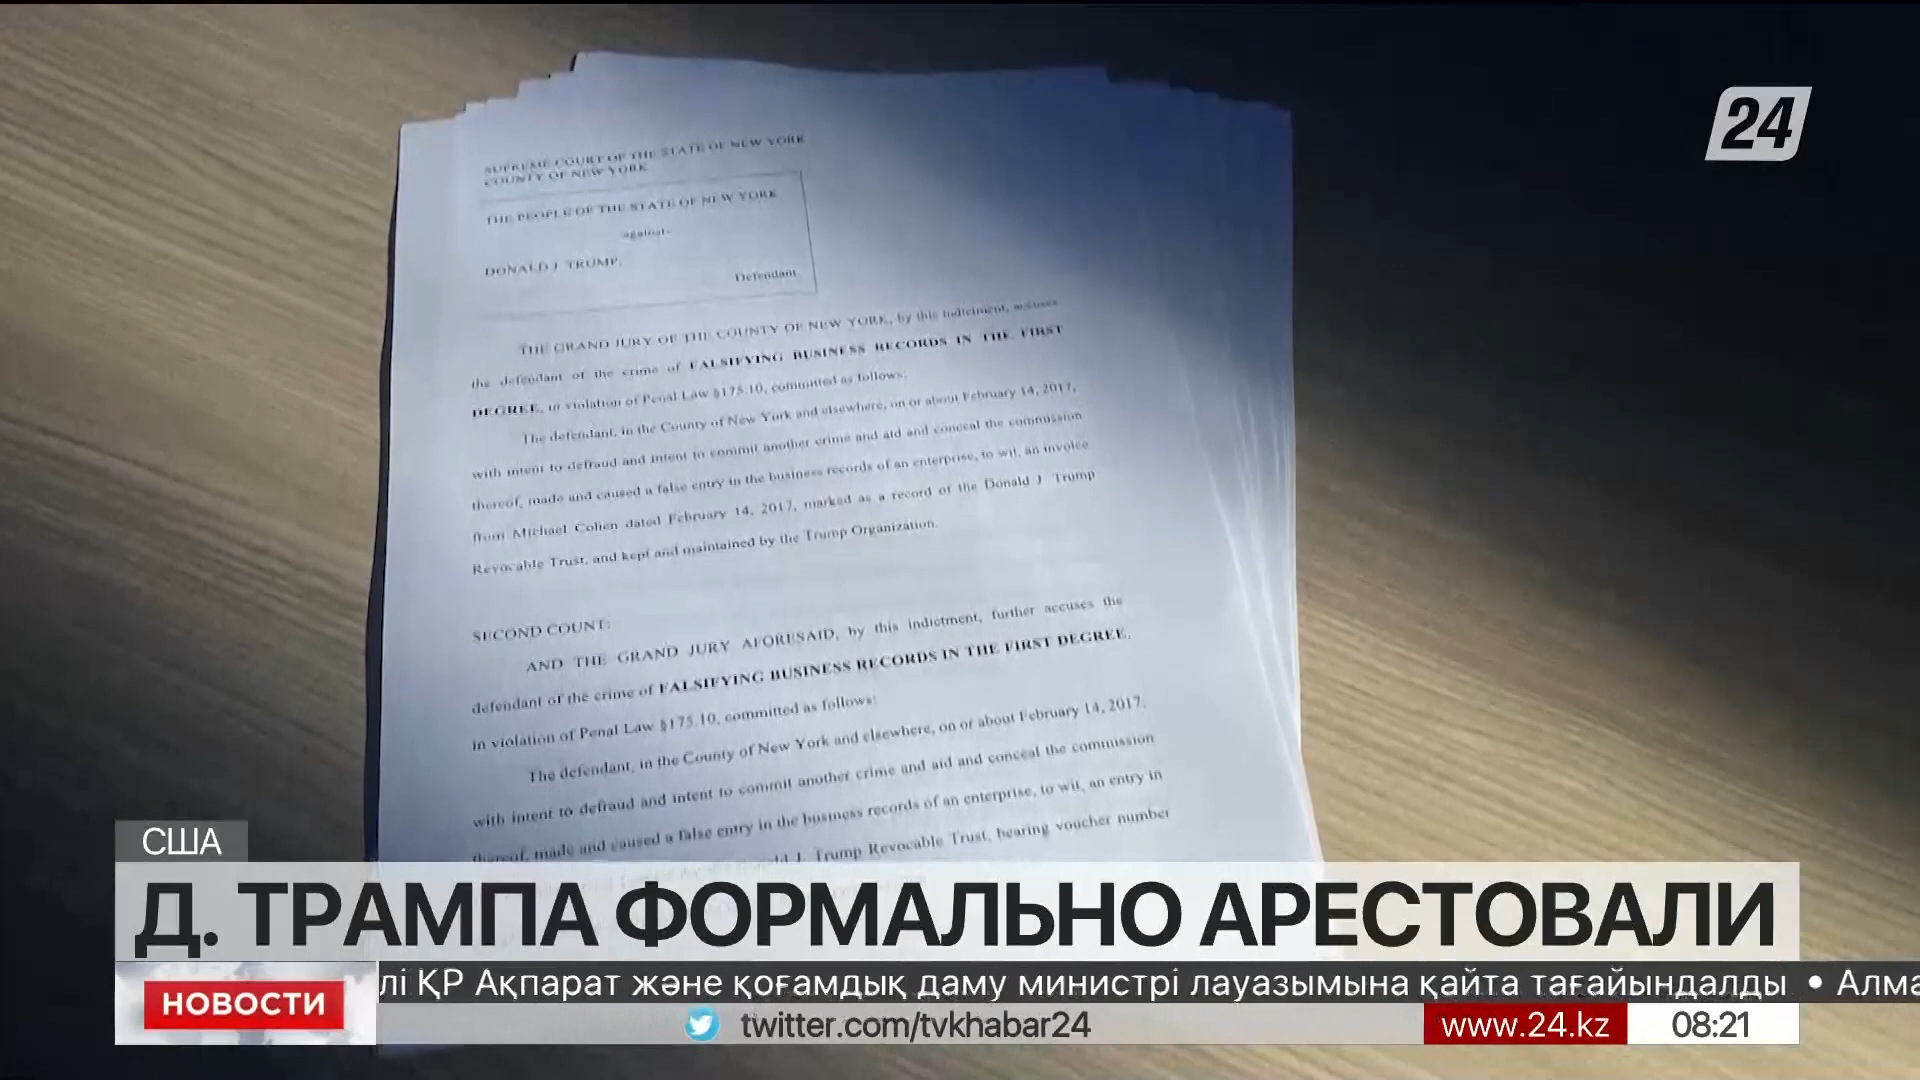 24
SUPREME COURT OF THE STATE OF NEW YORK
COUNTY OF NEW YORK
THE PEOPLE OF THE STATE OF NEW YORK
-against-
DONALD J. TRUMP,
Defendant.
THE GRAND JURY OF THE COUNTY OF NEW YORK, by this indictment, accuses
the defendant of the crime of FALSIFYING BUSINESS RECORDS IN THE FIRST
DEGREE, in violation of Penal Law §175.10, committed as follows:
The defendant, in the County of New York and elsewhere, on or about February 14, 2017,
with intent to defraud and intent to commit another crime and aid and conceal the commission
thereof, made and caused a false entry in the business records of an enterprise, to wit, an invoice
from Michael Cohen dated February 14, 2017, marked as a record of the Donald J. Trump
Revocable Trust, and kept and maintained by the Trump Organization.
SECOND COUNT:
AND THE GRAND JURY AFORESAID, by this indictment, further accuses the
defendant of the crime of FALSIFYING BUSINESS RECORDS IN THE FIRST DEGREE,
in violation of Penal Law §175.10, committed as follows:
The defendant, in the County of New York and elsewhere, on or about February 14, 2017,
with intent to defraud and intent to commit another crime and aid and conceal the commission
thereof, made and caused a false entry in the business records of an enterprise, to wit, an entry in
J. Trump Revocable Trust, bearing voucher number
США
Д. ТРАМПА ФОРМАЛЬНО АРЕСТОВАЛИ
НОВОСТИ
лі ҚР Ақпарат және қоғамдық даму министрі лауазымына қайта тағайындалды • Алма
twitter.com/tvkhabar24
www.24.kz
08:21